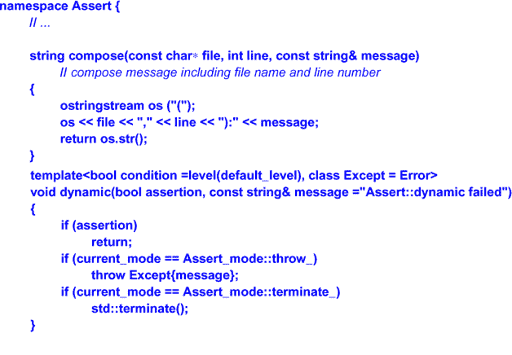 namespace Assert {
// ...
string compose(const char* file, int line, const string& message)
// compose message including file name and line number
{
ostringstream os ("(");
os << file << "," << line << "):" << message;
return os.str();
}
template<bool condition =level(default_level), class Except = Error>
void dynamic(bool assertion, const string& message ="Assert::dynamic failed")
{
if (assertion)
return;
if (current_mode == Assert_mode::throw_)
throw Except{message};
if (current_mode == Assert_mode::terminate_)
std::terminate();
}